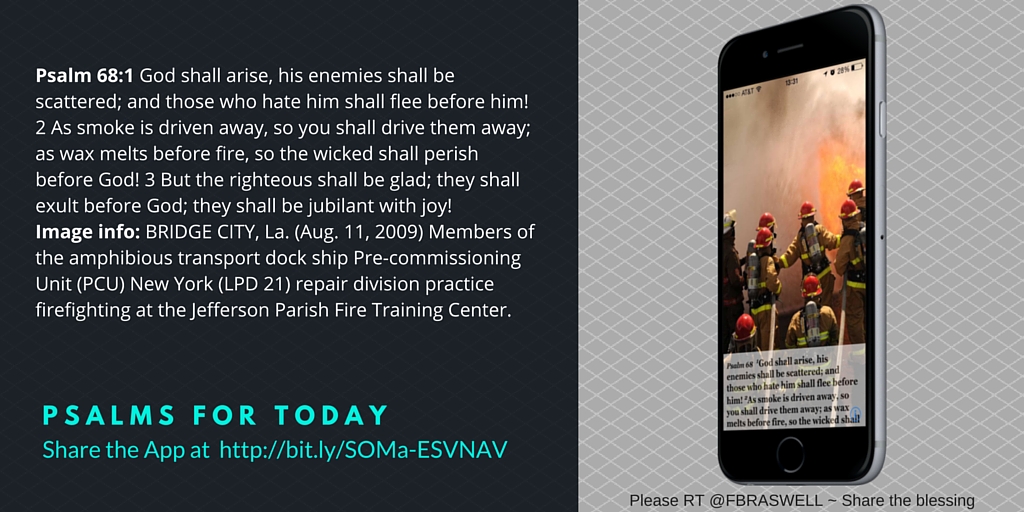 Psalm 68:1 God shall arise, his enemies shall be
scattered; and those who hate him shall flee before him!
2 As smoke is driven away, so you shall drive them away;
as wax melts before fire, so the wicked shall perish
before God! 3 But the righteous shall be glad; they shall
exult before God; they shall be jubilant with joy!
Image info: BRIDGE CITY, La. (Aug. 11, 2009) Members of
the amphibious transport dock ship Pre-commissioning
Unit (PCU) New York (LPD 21) repair division practice
firefighting at the Jefferson Parish Fire Training Center.
PSALMS FOR TODAY
Share the App at http://bit.ly/SOMa-ESVNAV
AT&T 13:31 28%
Psalm 68 ¹God shall arise, his
enemies shall be scattered; and
those who hate him shall flee before
him! ²As smoke is driven away, so
you shall drive them away; as wax
melts before fire, so the wicked shall
Please RT @FBRASWELL ~ Share the blessing